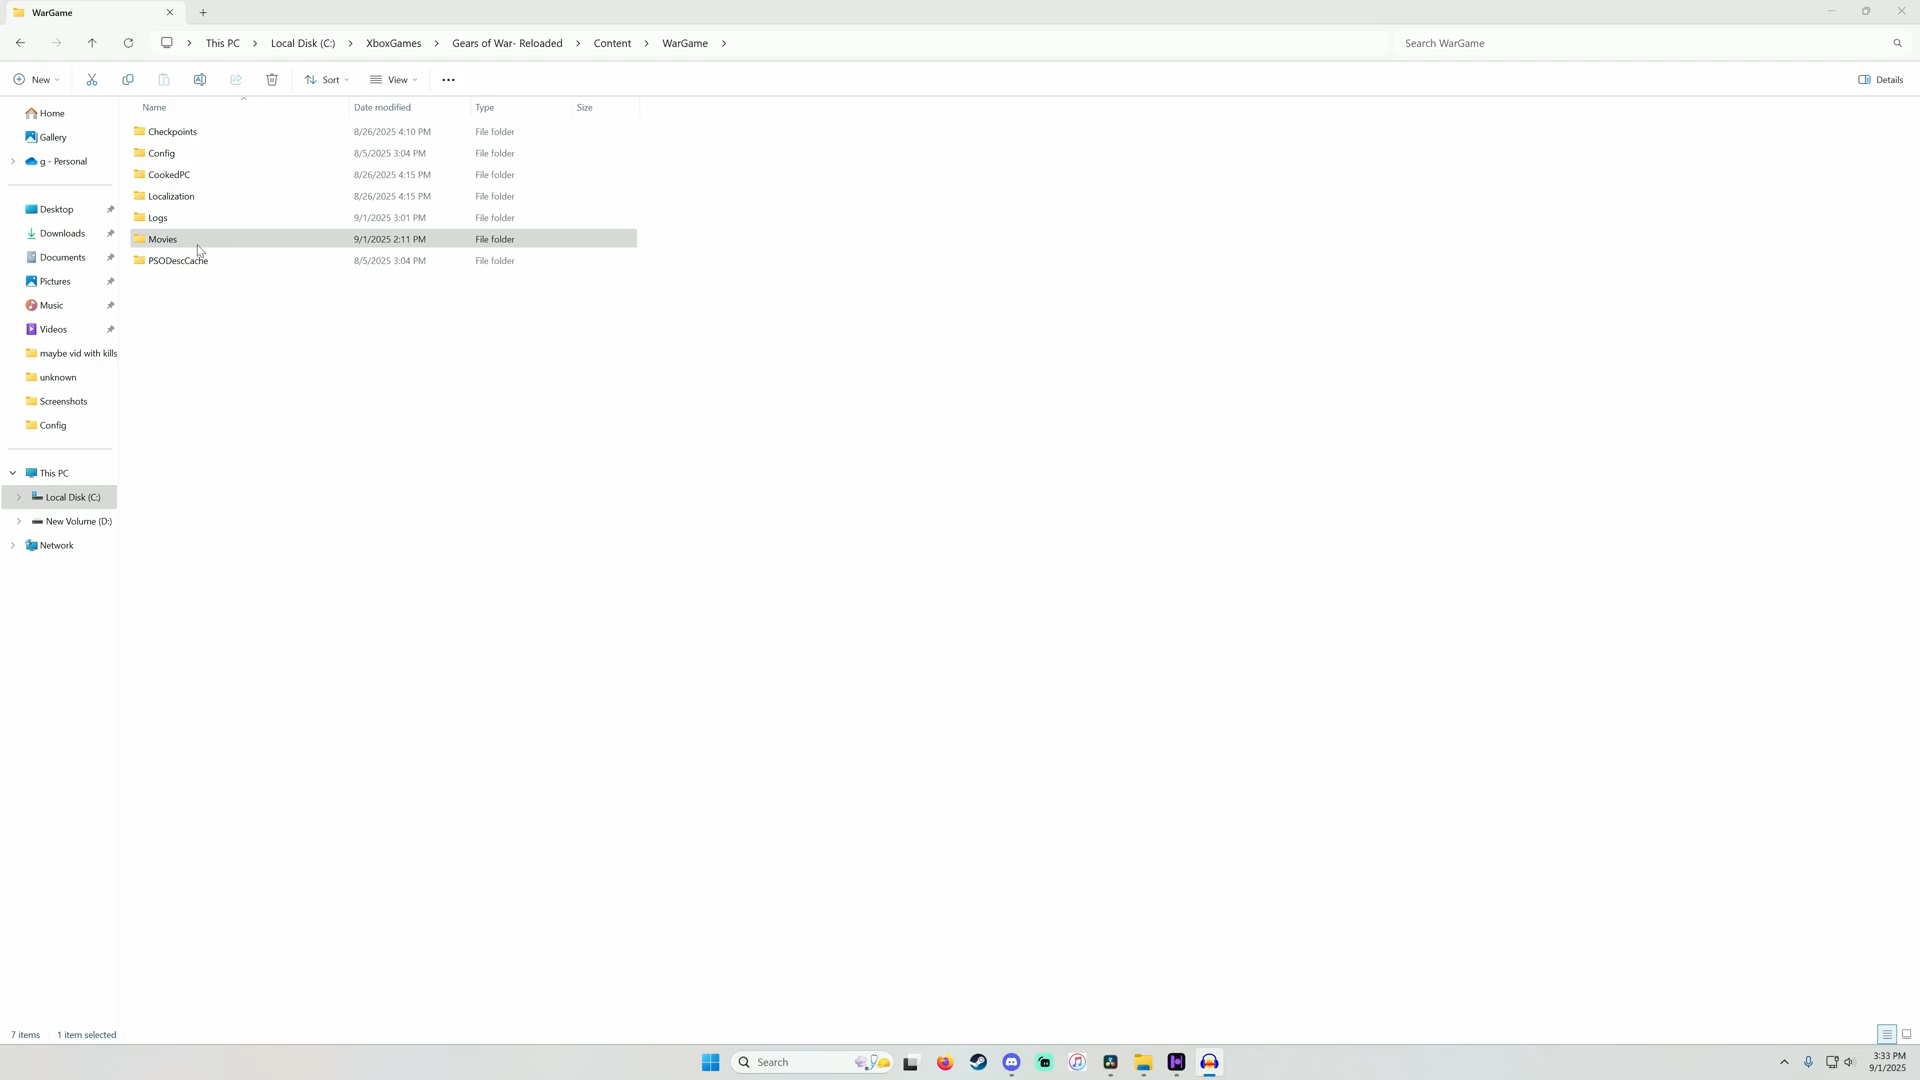 WarGame
This PC Local Disk (C:) XboxGames Gears of War- Reloaded Content WarGame Search WarGame
New Sort View Details
Name Date modified Type Size
Home
Gallery
g - Personal
Desktop
Downloads
Documents
Pictures
Music
Videos
maybe vid with kills
unknown
Screenshots
Config
This PC
Local Disk (C:)
New Volume (D:)
Network
Checkpoints 8/26/2025 4:10 PM File folder
Config 8/5/2025 3:04 PM File folder
CookedPC 8/26/2025 4:15 PM File folder
Localization 8/26/2025 4:15 PM File folder
Logs 9/1/2025 3:01 PM File folder
Movies 9/1/2025 2:11 PM File folder
PSODescCache 8/5/2025 3:04 PM File folder
7 items 1 item selected
Search
3:33 PM
9/1/2025